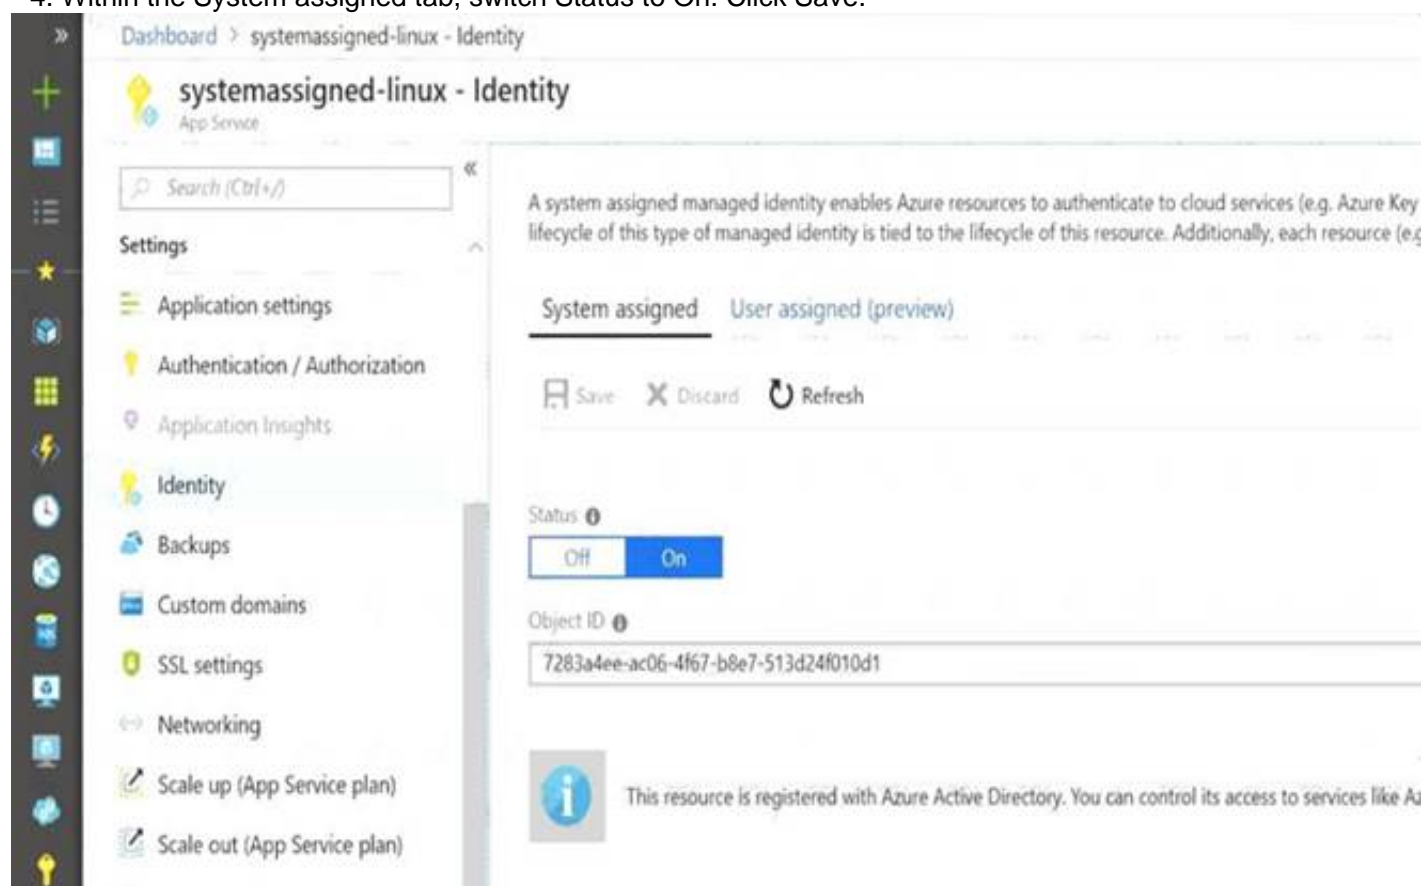 4. Within the System assigned tab, switch Status to On. Click Save.
Dashboard > systemassigned-linux - Identity
systemassigned-linux - Identity
App Service
Search (Ctrl+/)
Settings
Application settings
Authentication / Authorization
Application Insights
Identity
Backups
Custom domains
SSL settings
Networking
Scale up (App Service plan)
Scale out (App Service plan)
A system assigned managed identity enables Azure resources to authenticate to cloud services (e.g. Azure Key
lifecycle of this type of managed identity is tied to the lifecycle of this resource. Additionally, each resource (e.g
System assigned User assigned (preview)
Save Discard Refresh
Status
Off On
Object ID
7283a4ee-ac06-4f67-b8e7-513d24f010d1
This resource is registered with Azure Active Directory. You can control its access to services like Az